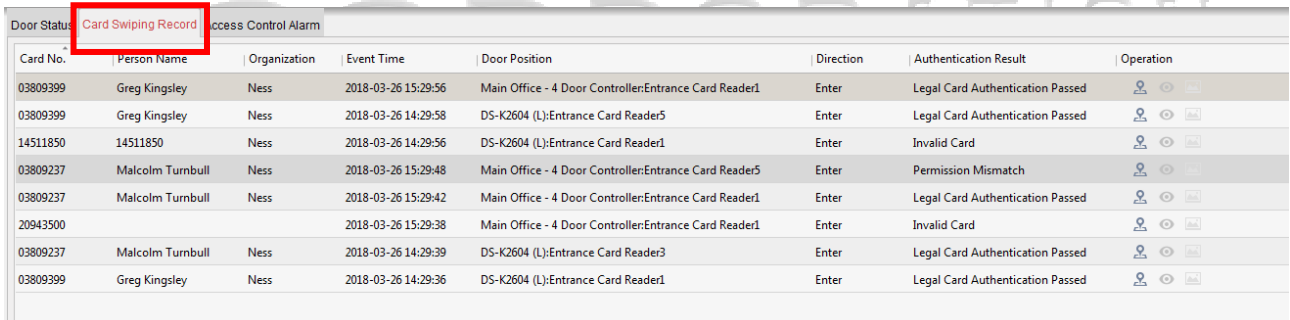 Door Status Card Swiping Record Access Control Alarm
Card No. Person Name Organization Event Time Door Position Direction Authentication Result Operation
03809399 Greg Kingsley Ness 2018-03-26 15:29:56 Main Office - 4 Door Controller:Entrance Card Reader1 Enter Legal Card Authentication Passed
03809399 Greg Kingsley Ness 2018-03-26 14:29:58 DS-K2604 (L):Entrance Card Reader5 Enter Legal Card Authentication Passed
14511850 14511850 Ness 2018-03-26 14:29:56 DS-K2604 (L):Entrance Card Reader1 Enter Invalid Card
03809237 Malcolm Turnbull Ness 2018-03-26 15:29:48 Main Office - 4 Door Controller:Entrance Card Reader5 Enter Permission Mismatch
03809237 Malcolm Turnbull Ness 2018-03-26 15:29:42 Main Office - 4 Door Controller:Entrance Card Reader1 Enter Legal Card Authentication Passed
20943500 2018-03-26 15:29:38 Main Office - 4 Door Controller:Entrance Card Reader1 Enter Invalid Card
03809237 Malcolm Turnbull Ness 2018-03-26 14:29:39 DS-K2604 (L):Entrance Card Reader3 Enter Legal Card Authentication Passed
03809399 Greg Kingsley Ness 2018-03-26 14:29:36 DS-K2604 (L):Entrance Card Reader1 Enter Legal Card Authentication Passed